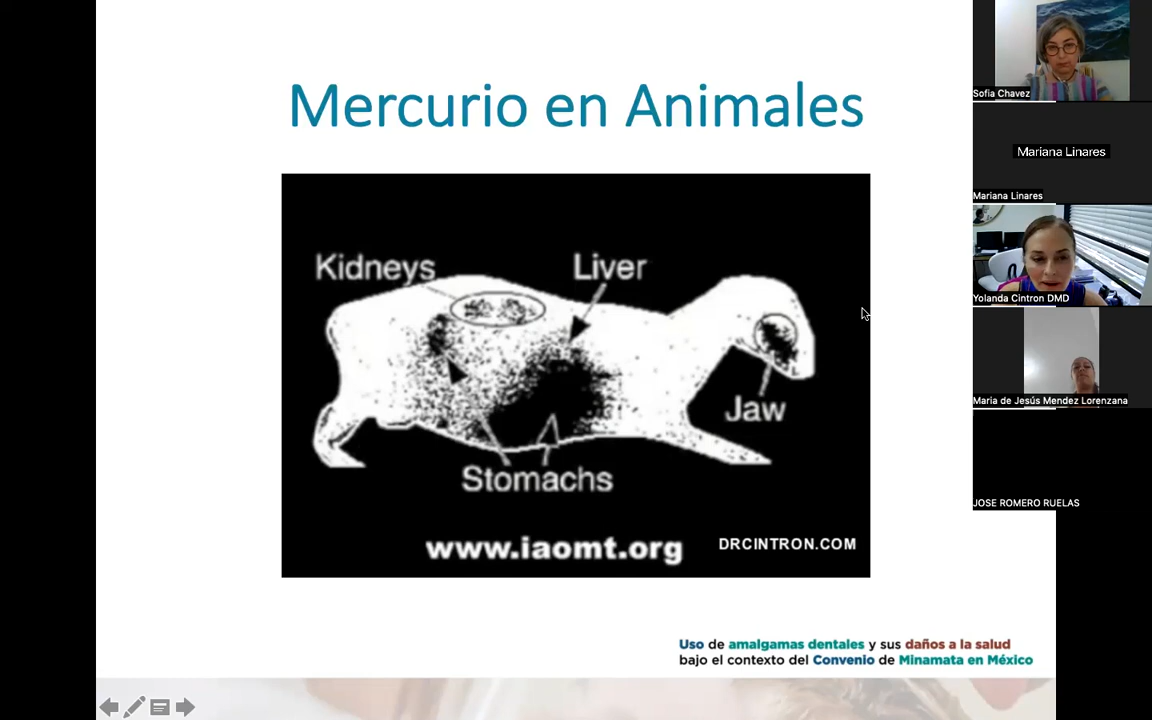 Mercurio en Animales
Kidneys
Liver
Jaw
Stomachs
www.iaomt.org
DRCINTRON.COM
Uso de amalgamas dentales y sus daños a la salud
bajo el contexto del Convenio de Minamata en México
Sofia Chavez
Mariana Linares
Mariana Linares
Yolanda Cintron DMD
Maria de Jesús Mendez Lorenzana
JOSE ROMERO RUELAS